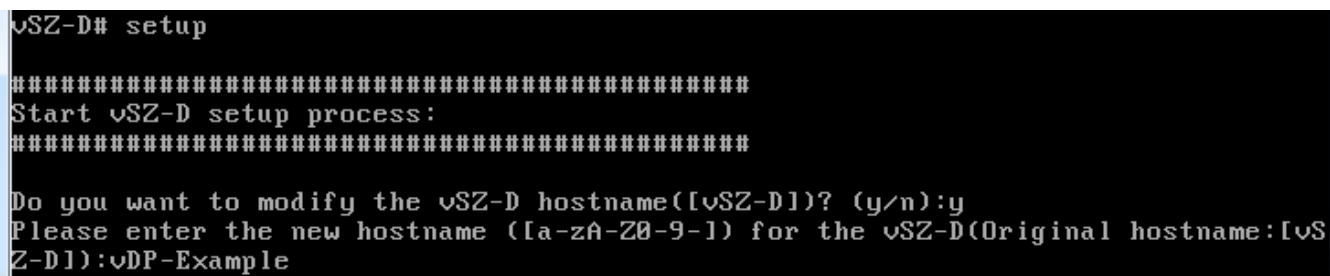 vSZ-D# setup
##############################################
Start vSZ-D setup process:
##############################################
Do you want to modify the vSZ-D hostname([vSZ-D])? (y/n):y
Please enter the new hostname ([a-zA-Z0-9-]) for the vSZ-D(Original hostname:[vS
Z-D]):vDP-Example